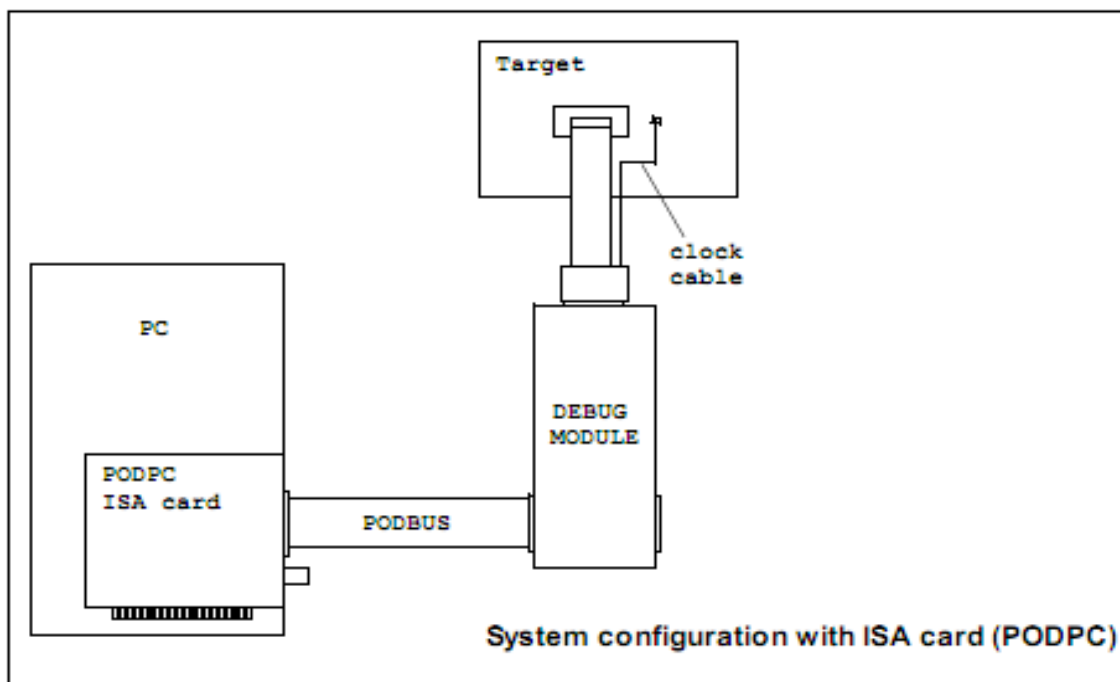 Target
clock
cable
PC
DEBUG
MODULE
PODPC
ISA card
PODBUS
System configuration with ISA card (PODPC)